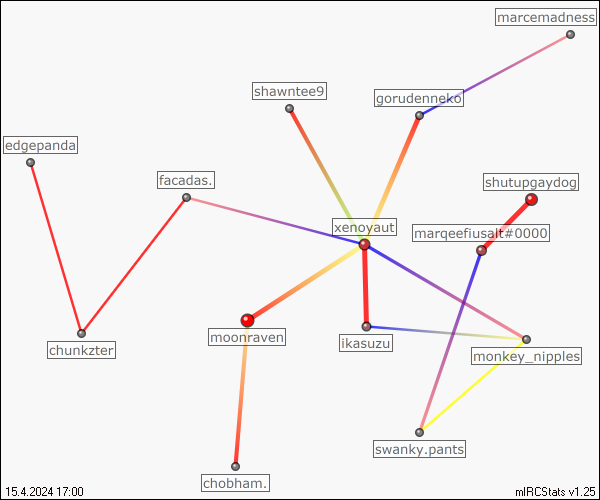 marcemadness
shawntee9
gorudenneko
edgepanda
facadas.
shutupgaydog
xenoyaut
marqeefiusalt#0000
moonraven
ikasuzu
chunkzter
monkey_nipples
swanky.pants
chobham.
15.4.2024 17:00
mIRCStats v1.25